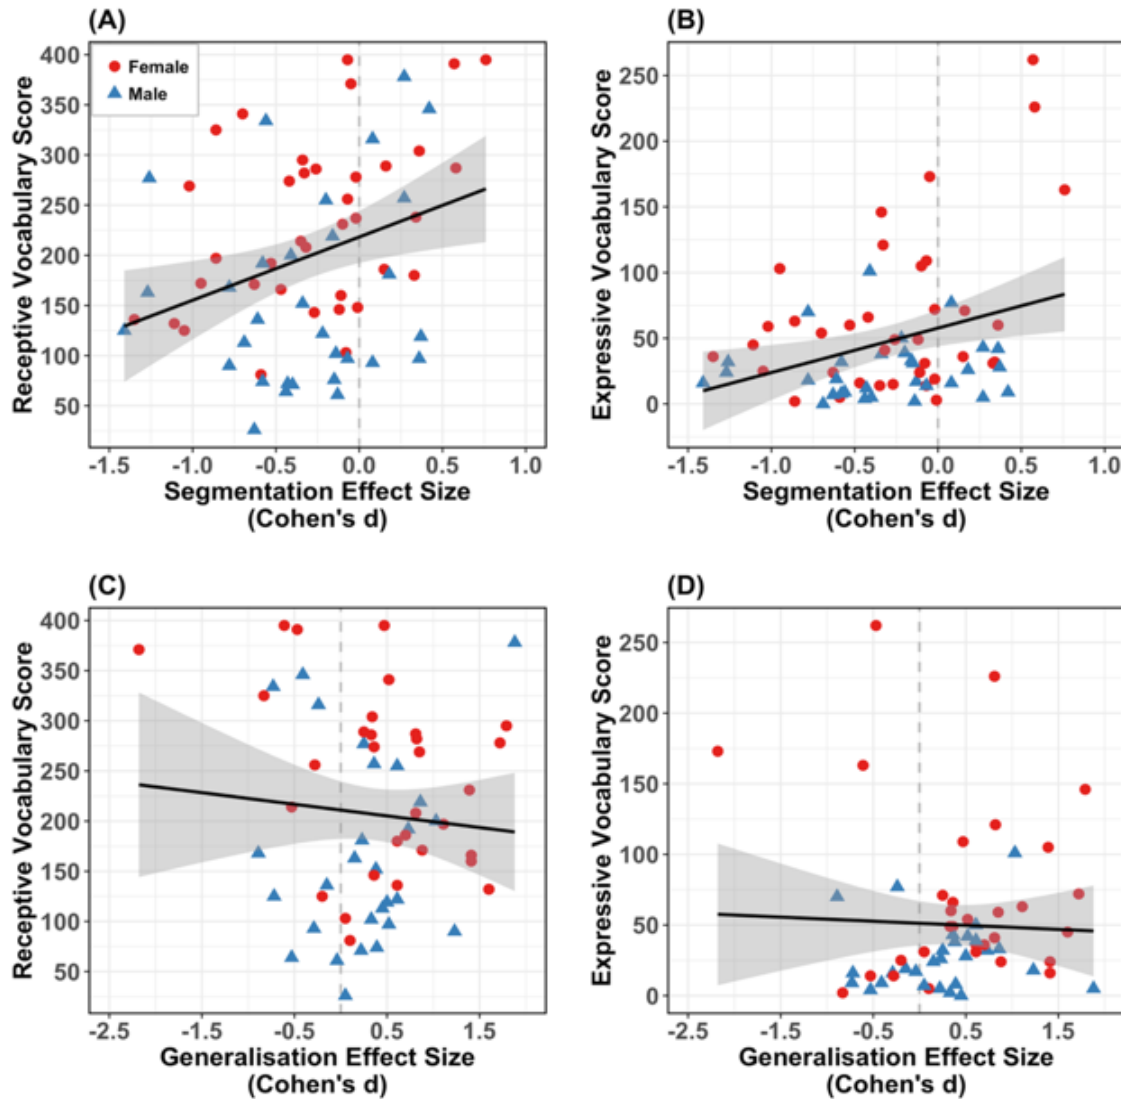 (A)
Receptive Vocabulary Score
400
350
300
250
200
150
100
50
Female
Male
-1.5 -1.0 -0.5 0.0 0.5 1.0
Segmentation Effect Size
(Cohen's d)
(B)
Expressive Vocabulary Score
250
200
150
100
50
0
-1.5 -1.0 -0.5 0.0 0.5 1.0
Segmentation Effect Size
(Cohen's d)
(C)
Receptive Vocabulary Score
400
350
300
250
200
150
100
50
-2.5 -1.5 -0.5 0.5 1.5
Generalisation Effect Size
(Cohen's d)
(D)
Expressive Vocabulary Score
250
200
150
100
50
0
-2.5 -1.5 -0.5 0.5 1.5
Generalisation Effect Size
(Cohen's d)